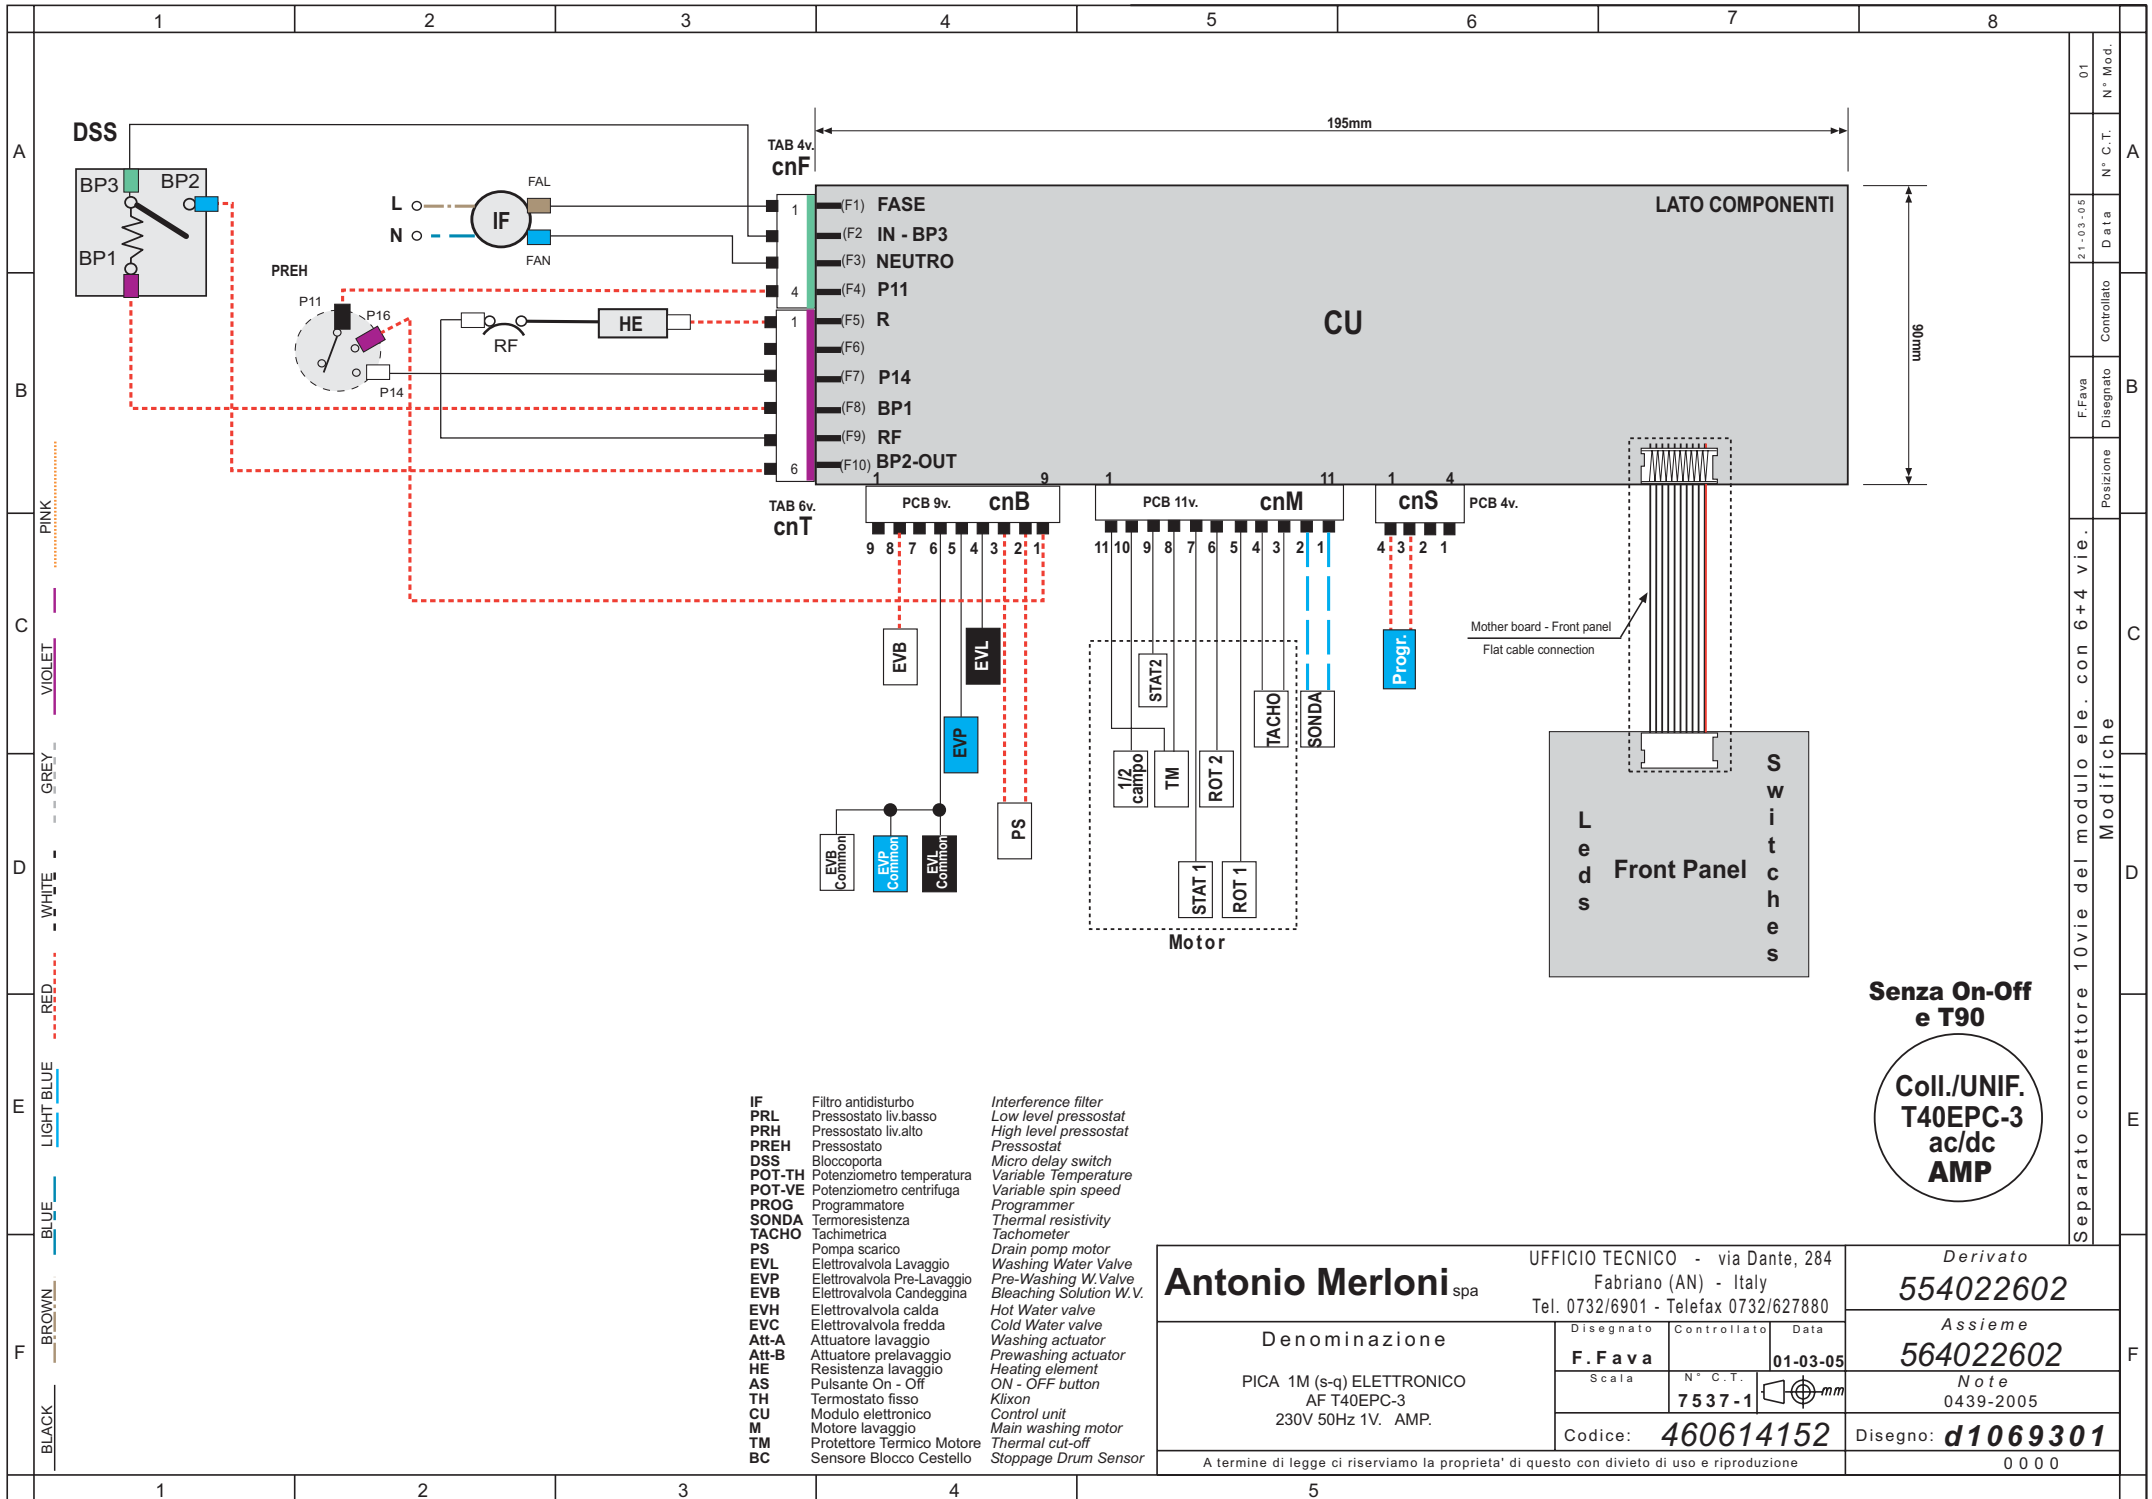 1 2 3 4 5 6 7 8
A
B
C
D
E
F
DSS
BP3
BP2
BP1
L
N
IF
FAL
FAN
PREH
P11
P16
P14
RF
HE
TAB 4v.
cnF
1
4
1
6
TAB 6v.
cnT
195mm
90mm
LATO COMPONENTI
CU
(F1) FASE
(F2 IN - BP3
(F3) NEUTRO
(F4) P11
(F5) R
(F6)
(F7) P14
(F8) BP1
(F9) RF
(F10) BP2-OUT
1 9
PCB 9v. cnB
9 8 7 6 5 4 3 2 1
1 11
PCB 11v. cnM
11 10 9 8 7 6 5 4 3 2 1
1 4
cnS PCB 4v.
4 3 2 1
EVB
EVL
EVP
EVB Common
EVP Common
EVL Common
PS
STAT2
1/2 campo
TM
ROT 2
STAT 1
ROT 1
TACHO
SONDA
Motor
Progr.
Mother board - Front panel
Flat cable connection
Leds
Front Panel
Switches
PINK
VIOLET
GREY
WHITE
RED
LIGHT BLUE
BLUE
BROWN
BLACK
Senza On-Off
e T90
Coll./UNIF.
T40EPC-3
ac/dc
AMP
IF Filtro antidisturbo Interference filter
PRL Pressostato liv.basso Low level pressostat
PRH Pressostato liv.alto High level pressostat
PREH Pressostato Pressostat
DSS Bloccoporta Micro delay switch
POT-TH Potenziometro temperatura Variable Temperature
POT-VE Potenziometro centrifuga Variable spin speed
PROG Programmatore Programmer
SONDA Termoresistenza Thermal resistivity
TACHO Tachimetrica Tachometer
PS Pompa scarico Drain pomp motor
EVL Elettrovalvola Lavaggio Washing Water Valve
EVP Elettrovalvola Pre-Lavaggio Pre-Washing W.Valve
EVB Elettrovalvola Candeggina Bleaching Solution W.V.
EVH Elettrovalvola calda Hot Water valve
EVC Elettrovalvola fredda Cold Water valve
Att-A Attuatore lavaggio Washing actuator
Att-B Attuatore prelavaggio Prewashing actuator
HE Resistenza lavaggio Heating element
AS Pulsante On - Off ON - OFF button
TH Termostato fisso Klixon
CU Modulo elettronico Control unit
M Motore lavaggio Main washing motor
TM Protettore Termico Motore Thermal cut-off
BC Sensore Blocco Cestello Stoppage Drum Sensor
Antonio Merloni spa
UFFICIO TECNICO - via Dante, 284
Fabriano (AN) - Italy
Tel. 0732/6901 - Telefax 0732/627880
Denominazione
PICA 1M (s-q) ELETTRONICO
AF T40EPC-3
230V 50Hz 1V. AMP.
Disegnato Controllato Data
F.Fava 01-03-05
Scala N° C.T.
7537-1 mm
Codice: 460614152
Derivato
554022602
Assieme
564022602
Note
0439-2005
Disegno: d1069301
A termine di legge ci riserviamo la proprieta' di questo con divieto di uso e riproduzione
0000
01 N° Mod.
N° C.T.
21-03-05 Data
Controllato
F.Fava Disegnato
Posizione
Separato connettore 10vie del modulo ele. con 6+4 vie.
Modifiche
A
B
C
D
E
F
1 2 3 4 5